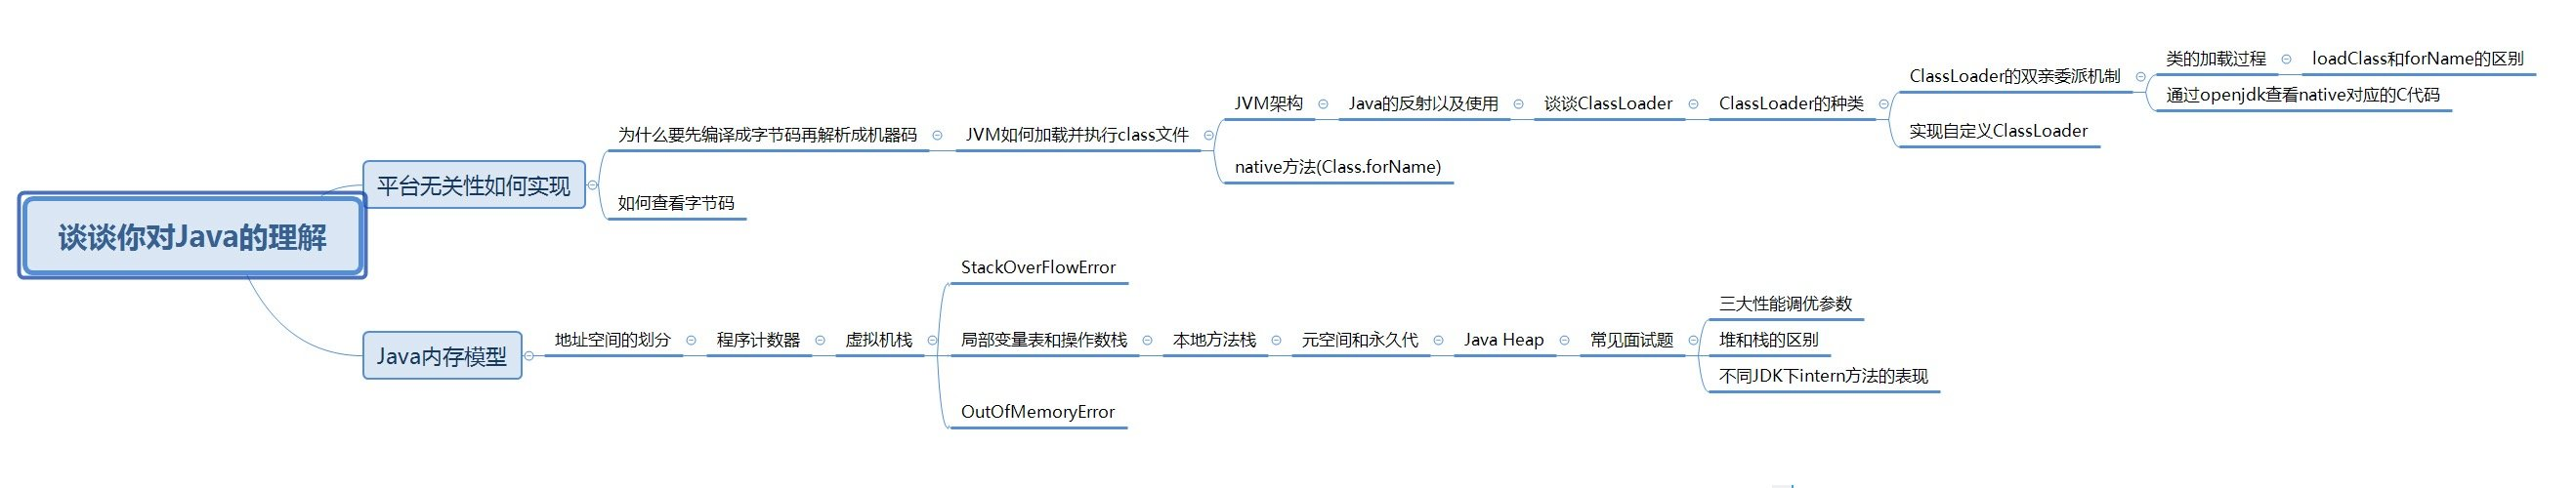 谈谈你对Java的理解
平台无关性如何实现
为什么要先编译成字节码再解析成机器码
JVM如何加载并执行class文件
JVM架构
Java的反射以及使用
谈谈ClassLoader
ClassLoader的种类
ClassLoader的双亲委派机制
类的加载过程
loadClass和forName的区别
通过openjdk查看native对应的C代码
实现自定义ClassLoader
native方法(Class.forName)
如何查看字节码
Java内存模型
地址空间的划分
程序计数器
虚拟机栈
StackOverFlowError
局部变量表和操作数栈
本地方法栈
元空间和永久代
Java Heap
常见面试题
三大性能调优参数
堆和栈的区别
不同JDK下intern方法的表现
OutOfMemoryError